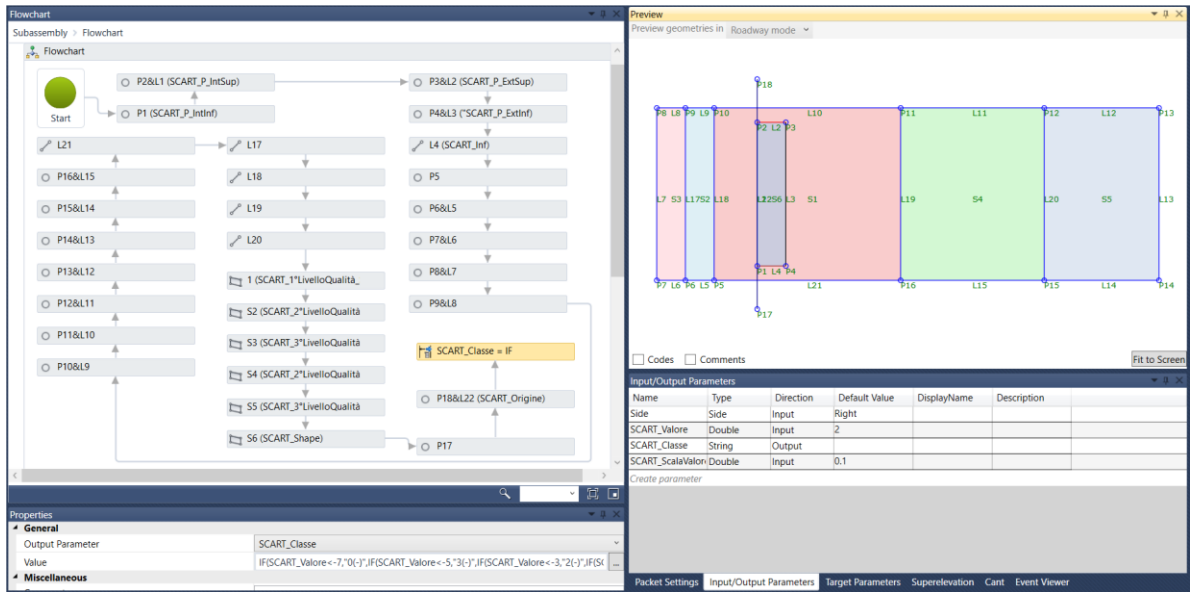 Flowchart
Subassembly > Flowchart
Flowchart
Start
P2&L1 (SCART_P_IntSup)
P1 (SCART_P_IntInf)
P3&L2 (SCART_P_ExtSup)
P4&L3 ("SCART_P_ExtInf)
L21
L17
L4 (SCART_Inf)
P16&L15
L18
P5
P15&L14
L19
P6&L5
P14&L13
L20
P7&L6
P13&L12
1 (SCART_1*LivelloQualità_
P8&L7
P12&L11
S2 (SCART_2*LivelloQualità
P9&L8
P11&L10
S3 (SCART_3*LivelloQualità
SCART_Classe = IF
P10&L9
S4 (SCART_2*LivelloQualità
P18&L22 (SCART_Origine)
S5 (SCART_3*LivelloQualità
S6 (SCART_Shape)
P17
Properties
General
Output Parameter SCART_Classe
Value IF(SCART_Valore<-7,"0(-)",IF(SCART_Valore<-5,"3(-)",IF(SCART_Valore<-3,"2(-)",IF(SC ...
Miscellaneous
Preview
Preview geometries in Roadway mode
P18
P8 L8 P9 L9 P10 L10 P11 L11 P12 L12 P13
P2 L2 P3
L7 S3 L17 S2 L18 L22 S6 L3 S1 L19 S4 L20 S5 L13
P1 L4 P4
P7 L6 P6 L5 P5 L21 P16 L15 P15 L14 P14
P17
Codes Comments Fit to Screen
Input/Output Parameters
Name Type Direction Default Value DisplayName Description
Side Side Input Right
SCART_Valore Double Input 2
SCART_Classe String Output
SCART_ScalaValor Double Input 0.1
Create parameter
Packet Settings Input/Output Parameters Target Parameters Superelevation Cant Event Viewer